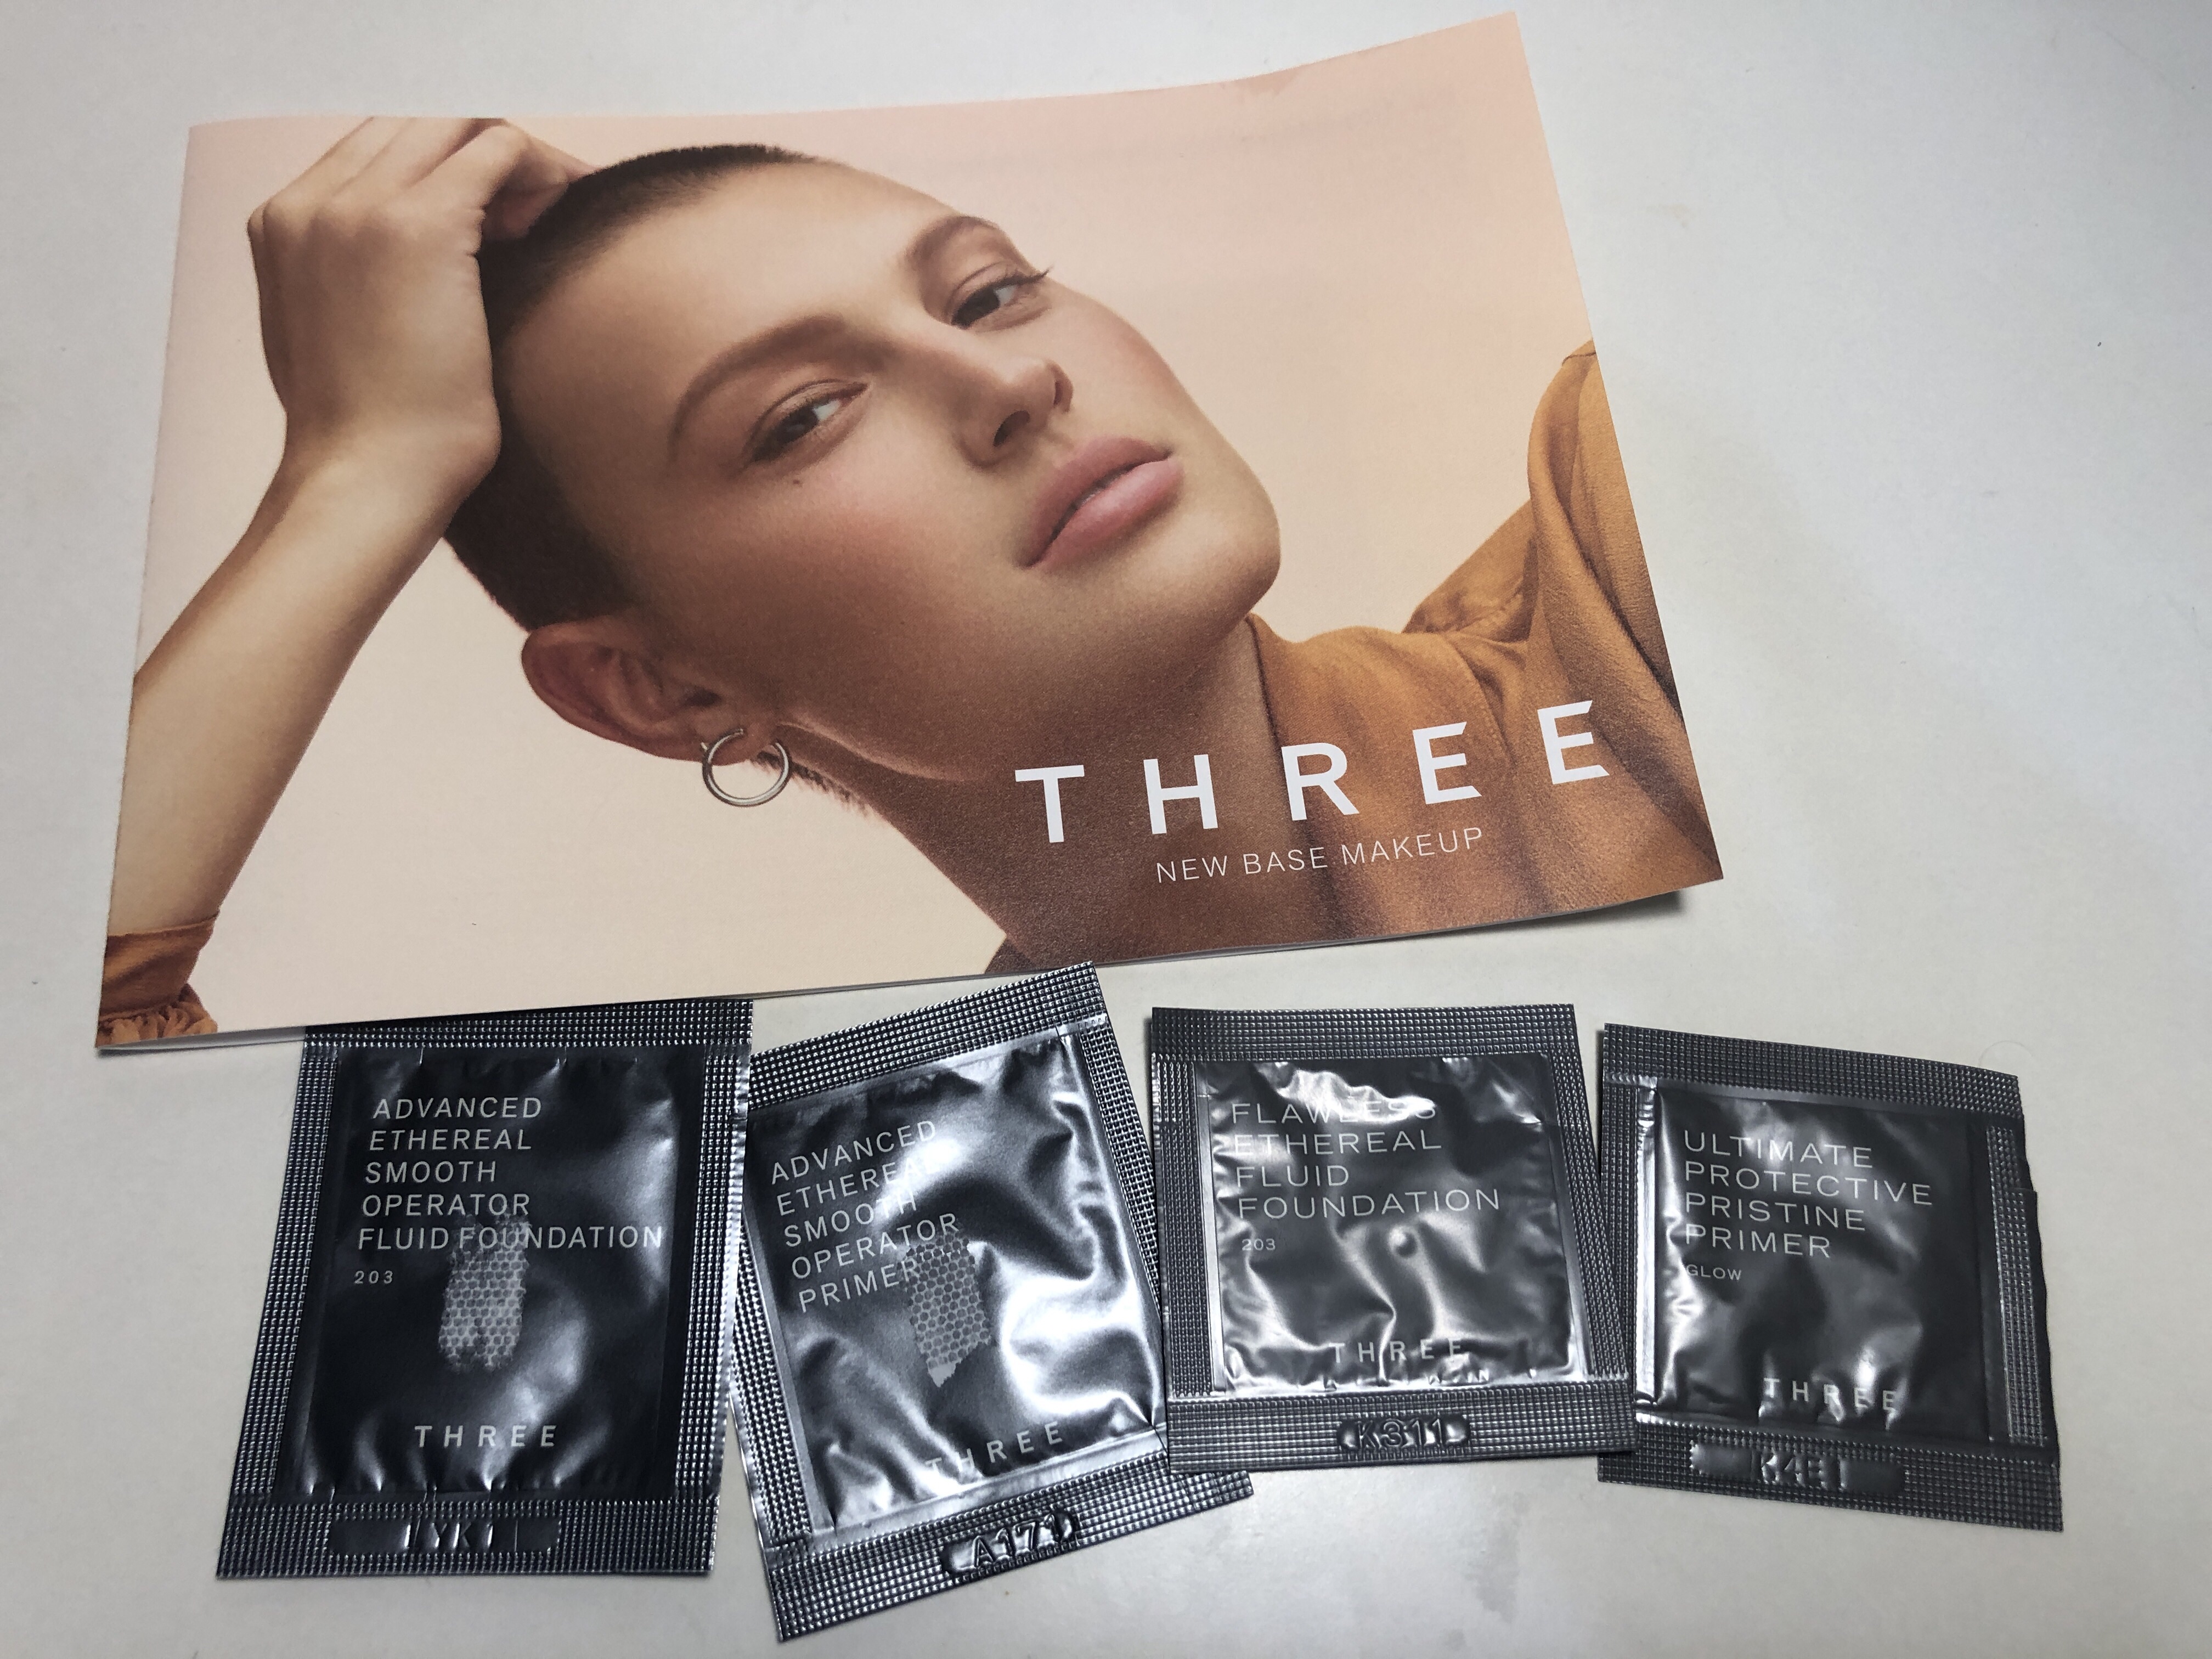 THREE
NEW BASE MAKEUP
ADVANCED
ETHEREAL
SMOOTH
OPERATOR
FLUID FOUNDATION
203
THREE
ADVANCED
ETHEREAL
SMOOTH
OPERATOR
PRIMER
THREE
A171
FLAWLESS
ETHEREAL
FLUID
FOUNDATION
203
THREE
K311
ULTIMATE
PROTECTIVE
PRISTINE
PRIMER
GLOW
THREE